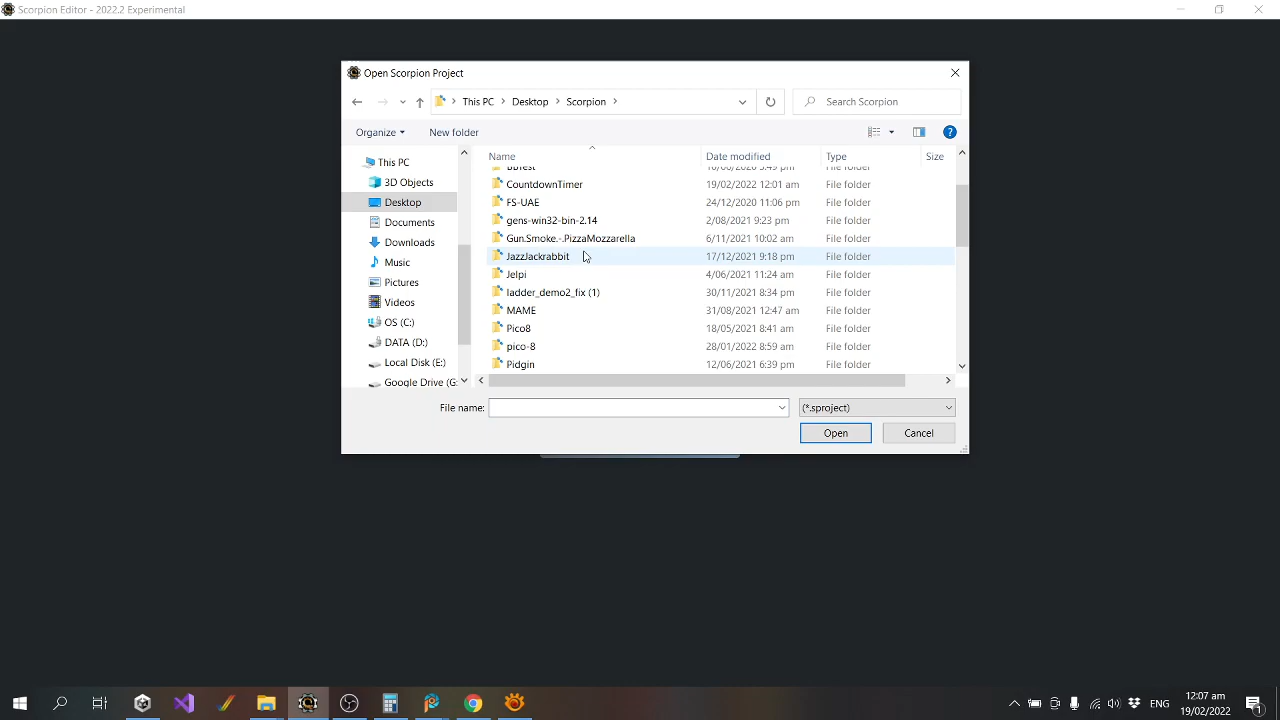 Scorpion Editor - 2022.2 Experimental
Open Scorpion Project
This PC > Desktop > Scorpion >
Search Scorpion
Organize
New folder
?
Name
Date modified
Type
Size
This PC
3D Objects
Desktop
Documents
Downloads
Music
Pictures
Videos
OS (C:)
DATA (D:)
Local Disk (E:)
Google Drive (G:
CountdownTimer 19/02/2022 12:01 am File folder
FS-UAE 24/12/2020 11:06 pm File folder
gens-win32-bin-2.14 2/08/2021 9:23 pm File folder
Gun.Smoke.-.PizzaMozzarella 6/11/2021 10:02 am File folder
JazzJackrabbit 17/12/2021 9:18 pm File folder
Jelpi 4/06/2021 11:24 am File folder
ladder_demo2_fix (1) 30/11/2021 8:34 pm File folder
MAME 31/08/2021 12:47 am File folder
Pico8 18/05/2021 8:41 am File folder
pico-8 28/01/2022 8:59 am File folder
Pidgin 12/06/2021 6:39 pm File folder
File name:
(*.sproject)
Open
Cancel
ENG
12:07 am
19/02/2022
1